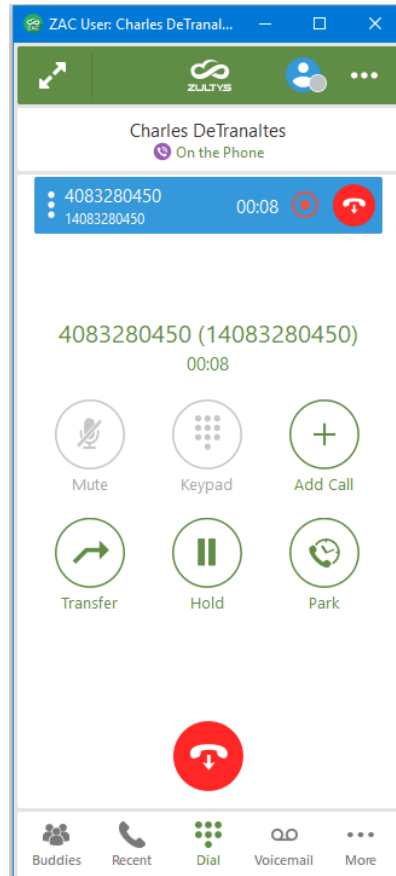 ZAC User: Charles DeTranal...
ZULTYS
Charles DeTranaltes
On the Phone
4083280450
14083280450
00:08
4083280450 (14083280450)
00:08
Mute Keypad Add Call
Transfer Hold Park
Buddies Recent Dial Voicemail More